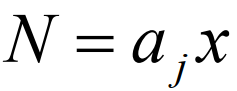 N = a_j x